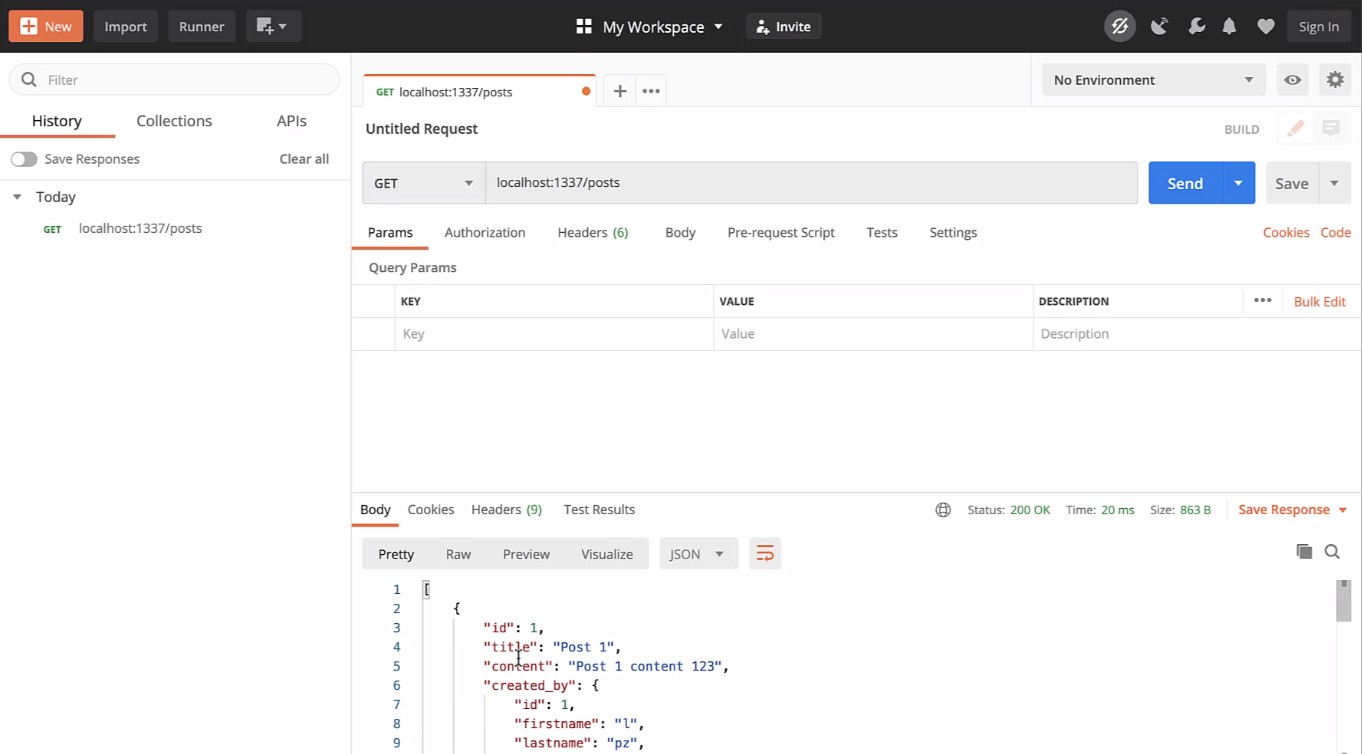 New Import Runner My Workspace Invite Sign In
Filter
History Collections APIs
Save Responses Clear all
Today
GET localhost:1337/posts
GET localhost:1337/posts + ••• No Environment
Untitled Request BUILD
GET localhost:1337/posts Send Save
Params Authorization Headers (6) Body Pre-request Script Tests Settings Cookies Code
Query Params
KEY VALUE DESCRIPTION ••• Bulk Edit
Key Value Description
Body Cookies Headers (9) Test Results Status: 200 OK Time: 20 ms Size: 863 B Save Response
Pretty Raw Preview Visualize JSON
1 [
2 {
3 "id": 1,
4 "title": "Post 1",
5 "content": "Post 1 content 123",
6 "created_by": {
7 "id": 1,
8 "firstname": "l",
9 "lastname": "pz",